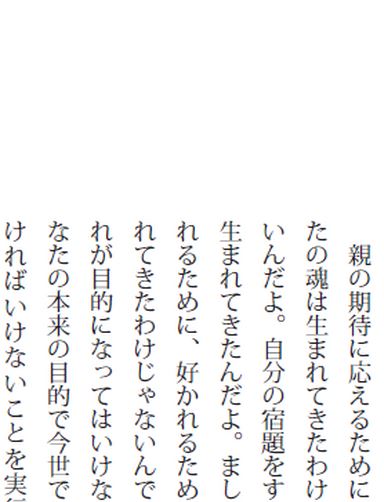 親の期待に応えるために
たの魂は生まれてきたわけ
いんだよ。自分の宿題をす
生まれてきたんだよ。まし
れるために、好かれるため
れてきたわけじゃないんで
れが目的になってはいけな
なたの本来の目的で今世で
ければいけないことを実